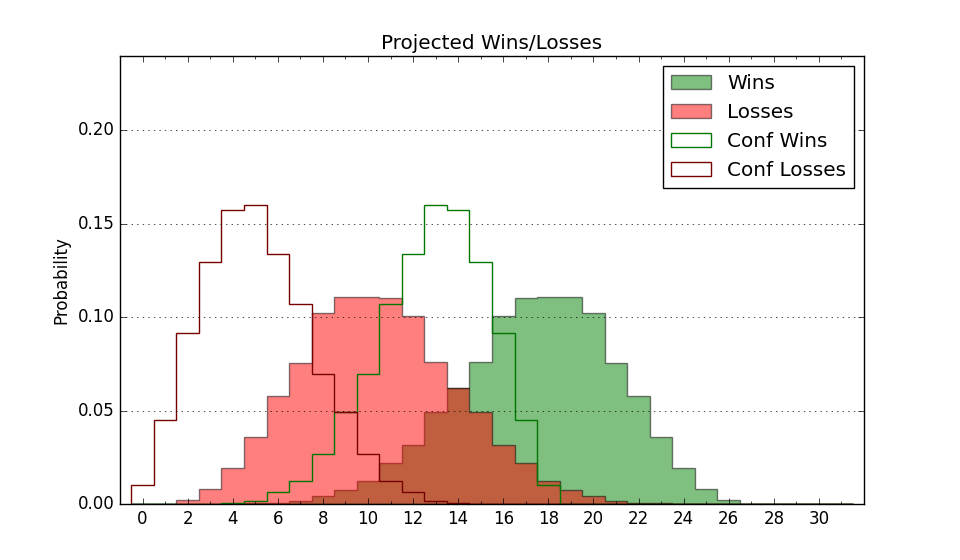 Projected Wins/Losses
Wins
Losses
Conf Wins
Conf Losses
Probability
0.20
0.15
0.10
0.05
0.00
0 2 4 6 8 10 12 14 16 18 20 22 24 26 28 30